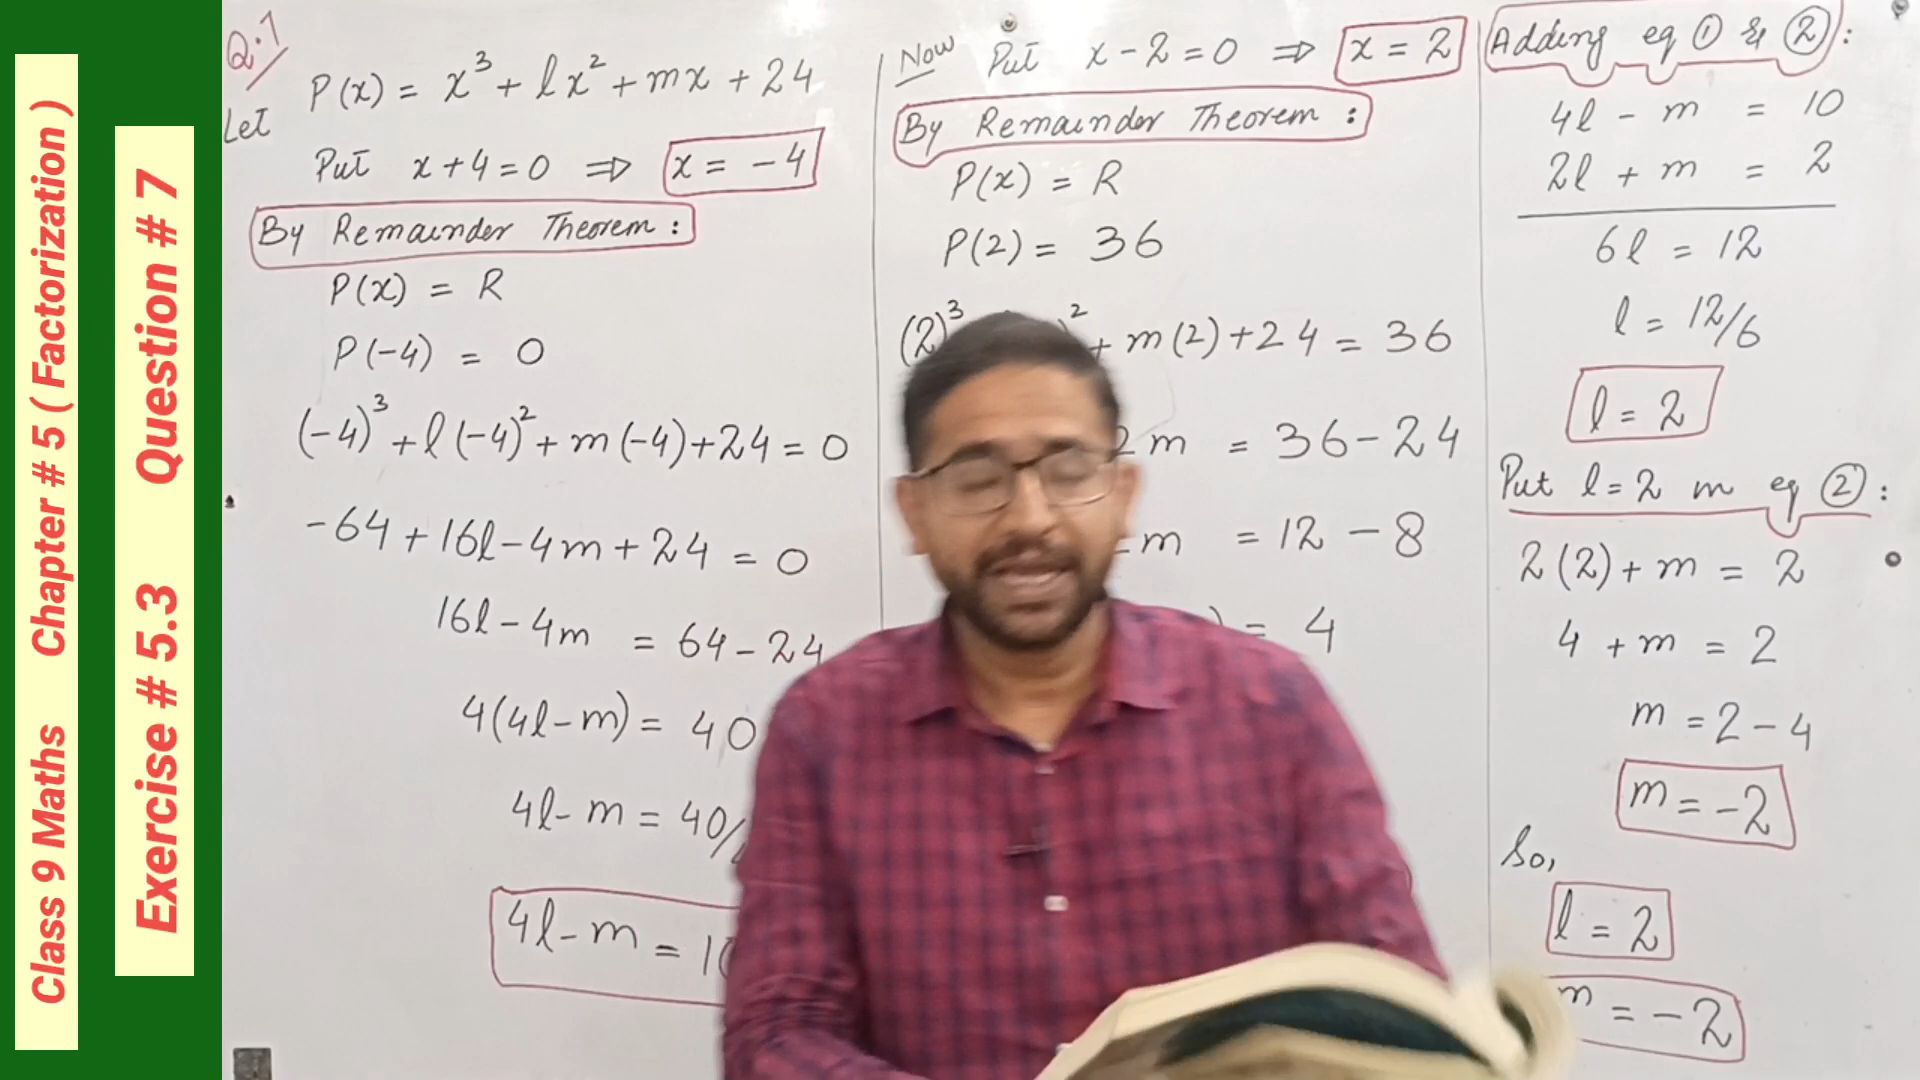 Class 9 Maths Chapter # 5 ( Factorization )
Exercise # 5.3 Question # 7
Q.7
Let P(x) = x³ + lx² + mx + 24
Put x + 4 = 0 ⇒ x = -4
By Remainder Theorem :
P(x) = R
P(-4) = 0
(-4)³ + l(-4)² + m(-4) + 24 = 0
-64 + 16l - 4m + 24 = 0
16l - 4m = 64 - 24
4(4l - m) = 40
4l - m = 40/
4l - m = 10
Now Put x - 2 = 0 ⇒ x = 2
By Remainder Theorem :
P(x) = R
P(2) = 36
(2)³ ² + m(2) + 24 = 36
2m = 36 - 24
m = 12 - 8
) = 4
Adding eq ① & ② :
4l - m = 10
2l + m = 2
6l = 12
l = 12/6
l = 2
Put l = 2 in eq ② :
2(2) + m = 2
4 + m = 2
m = 2 - 4
m = -2
So,
l = 2
m = -2